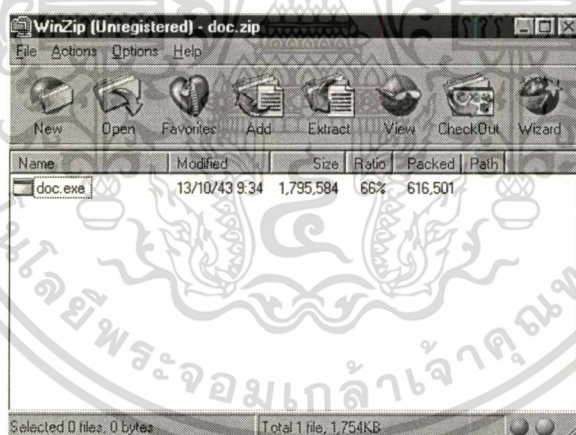 WinZip (Unregistered) - doc.zip
File Actions Options Help
New Open Favorites Add Extract View CheckOut Wizard
Name Modified Size Ratio Packed Path
doc.exe 13/10/43 9:34 1,795,584 66% 616,501
Selected 0 files, 0 bytes Total 1 file, 1,754KB